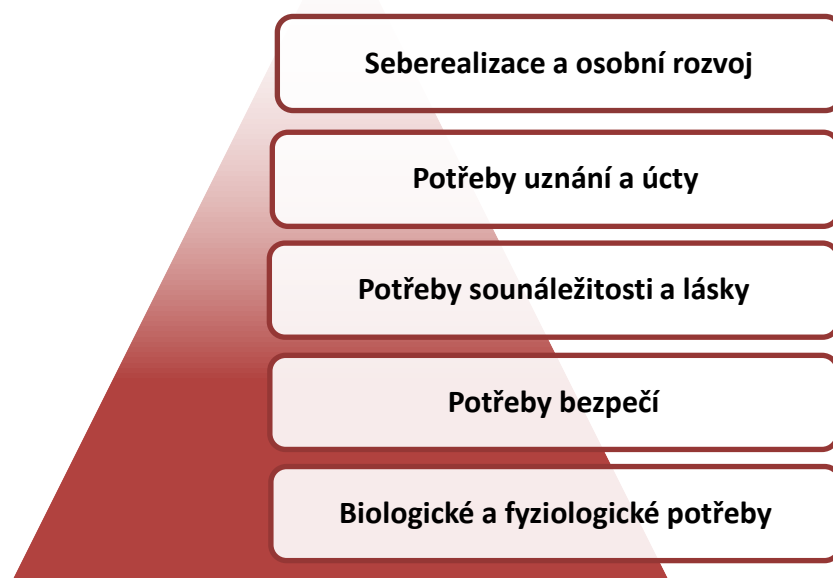 Seberealizace a osobní rozvoj
Potřeby uznání a úcty
Potřeby sounáležitosti a lásky
Potřeby bezpečí
Biologické a fyziologické potřeby